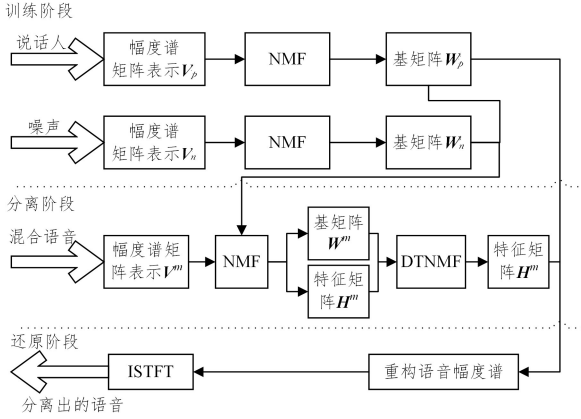 训练阶段
说话人
幅度谱
矩阵表示Vp
NMF
基矩阵Wp
噪声
幅度谱
矩阵表示Vn
NMF
基矩阵Wn
分离阶段
混合语音
幅度谱矩
阵表示Vm
NMF
基矩阵
Wm
特征矩
阵Hm
DTNMF
特征矩
阵Hm
还原阶段
ISTFT
重构语音幅度谱
分离出的语音